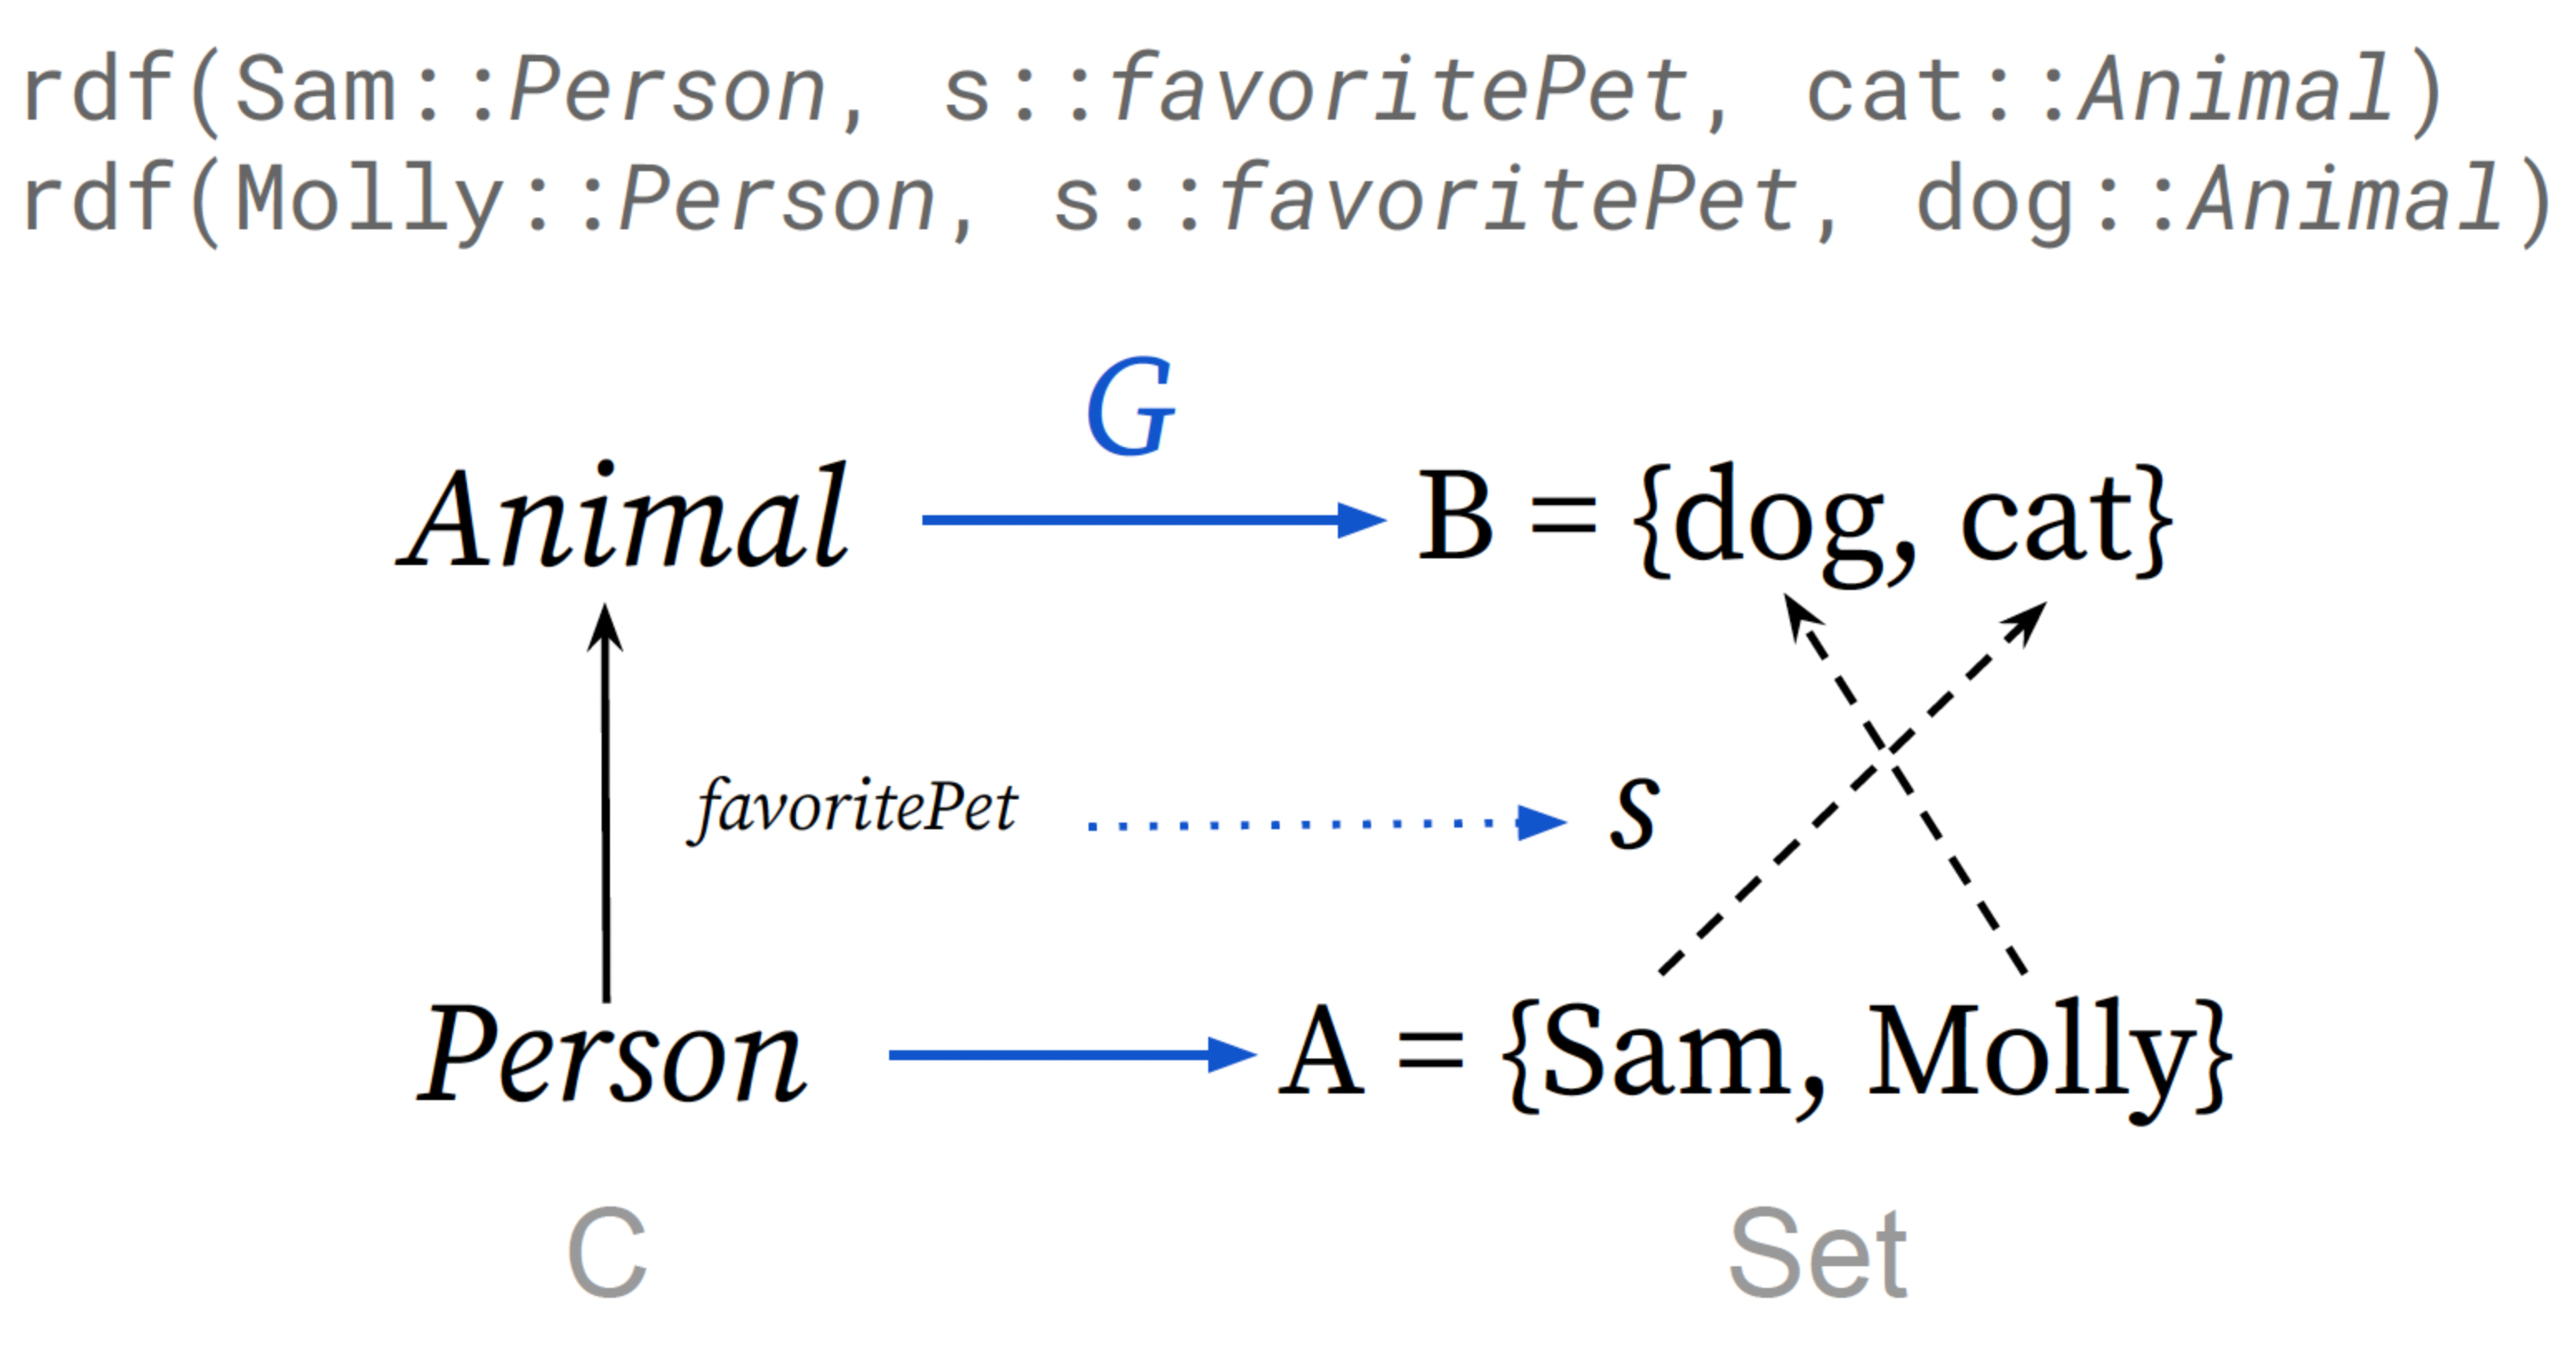 rdf(Sam::Person, s::favoritePet, cat::Animal)
rdf(Molly::Person, s::favoritePet, dog::Animal)
G
Animal
B = {dog, cat}
favoritePet
s
Person
A = {Sam, Molly}
C
Set